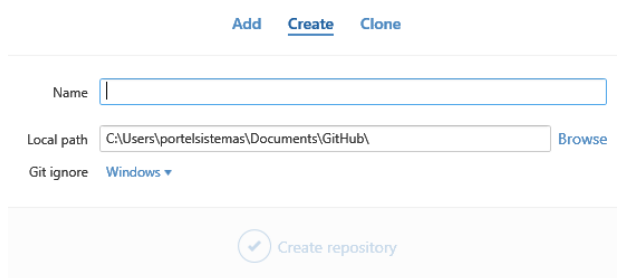 Add Create Clone
Name
Local path C:\Users\portelsistemas\Documents\GitHub\ Browse
Git ignore Windows
Create repository